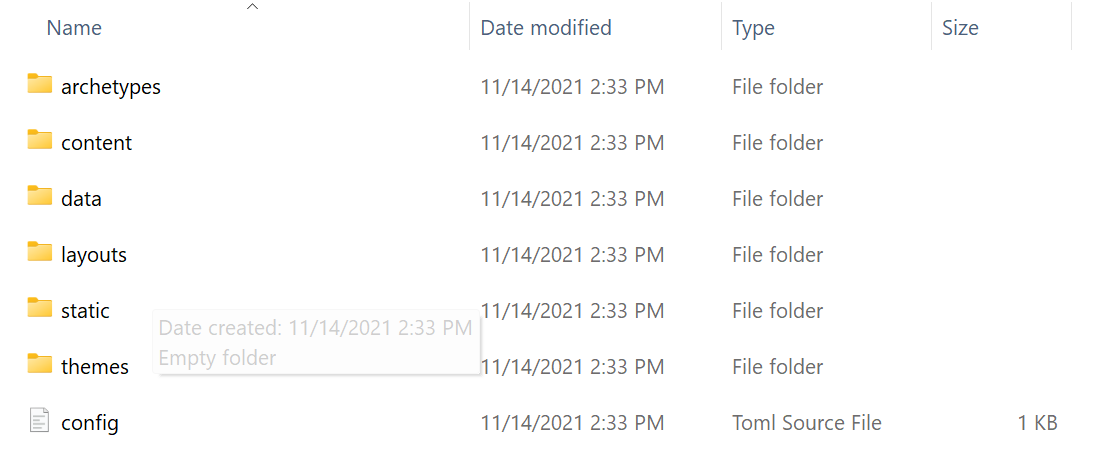 Name Date modified Type Size
archetypes 11/14/2021 2:33 PM File folder
content 11/14/2021 2:33 PM File folder
data 11/14/2021 2:33 PM File folder
layouts 11/14/2021 2:33 PM File folder
static 11/14/2021 2:33 PM File folder
Date created: 11/14/2021 2:33 PM
Empty folder
themes 11/14/2021 2:33 PM File folder
config 11/14/2021 2:33 PM Toml Source File 1 KB